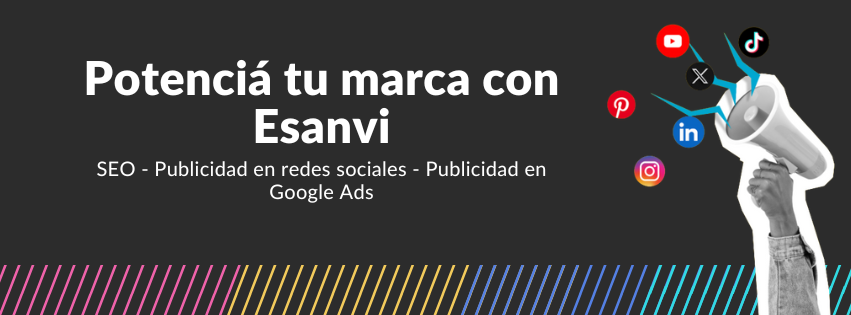 Potenciá tu marca con
Esanvi
SEO - Publicidad en redes sociales - Publicidad en
Google Ads